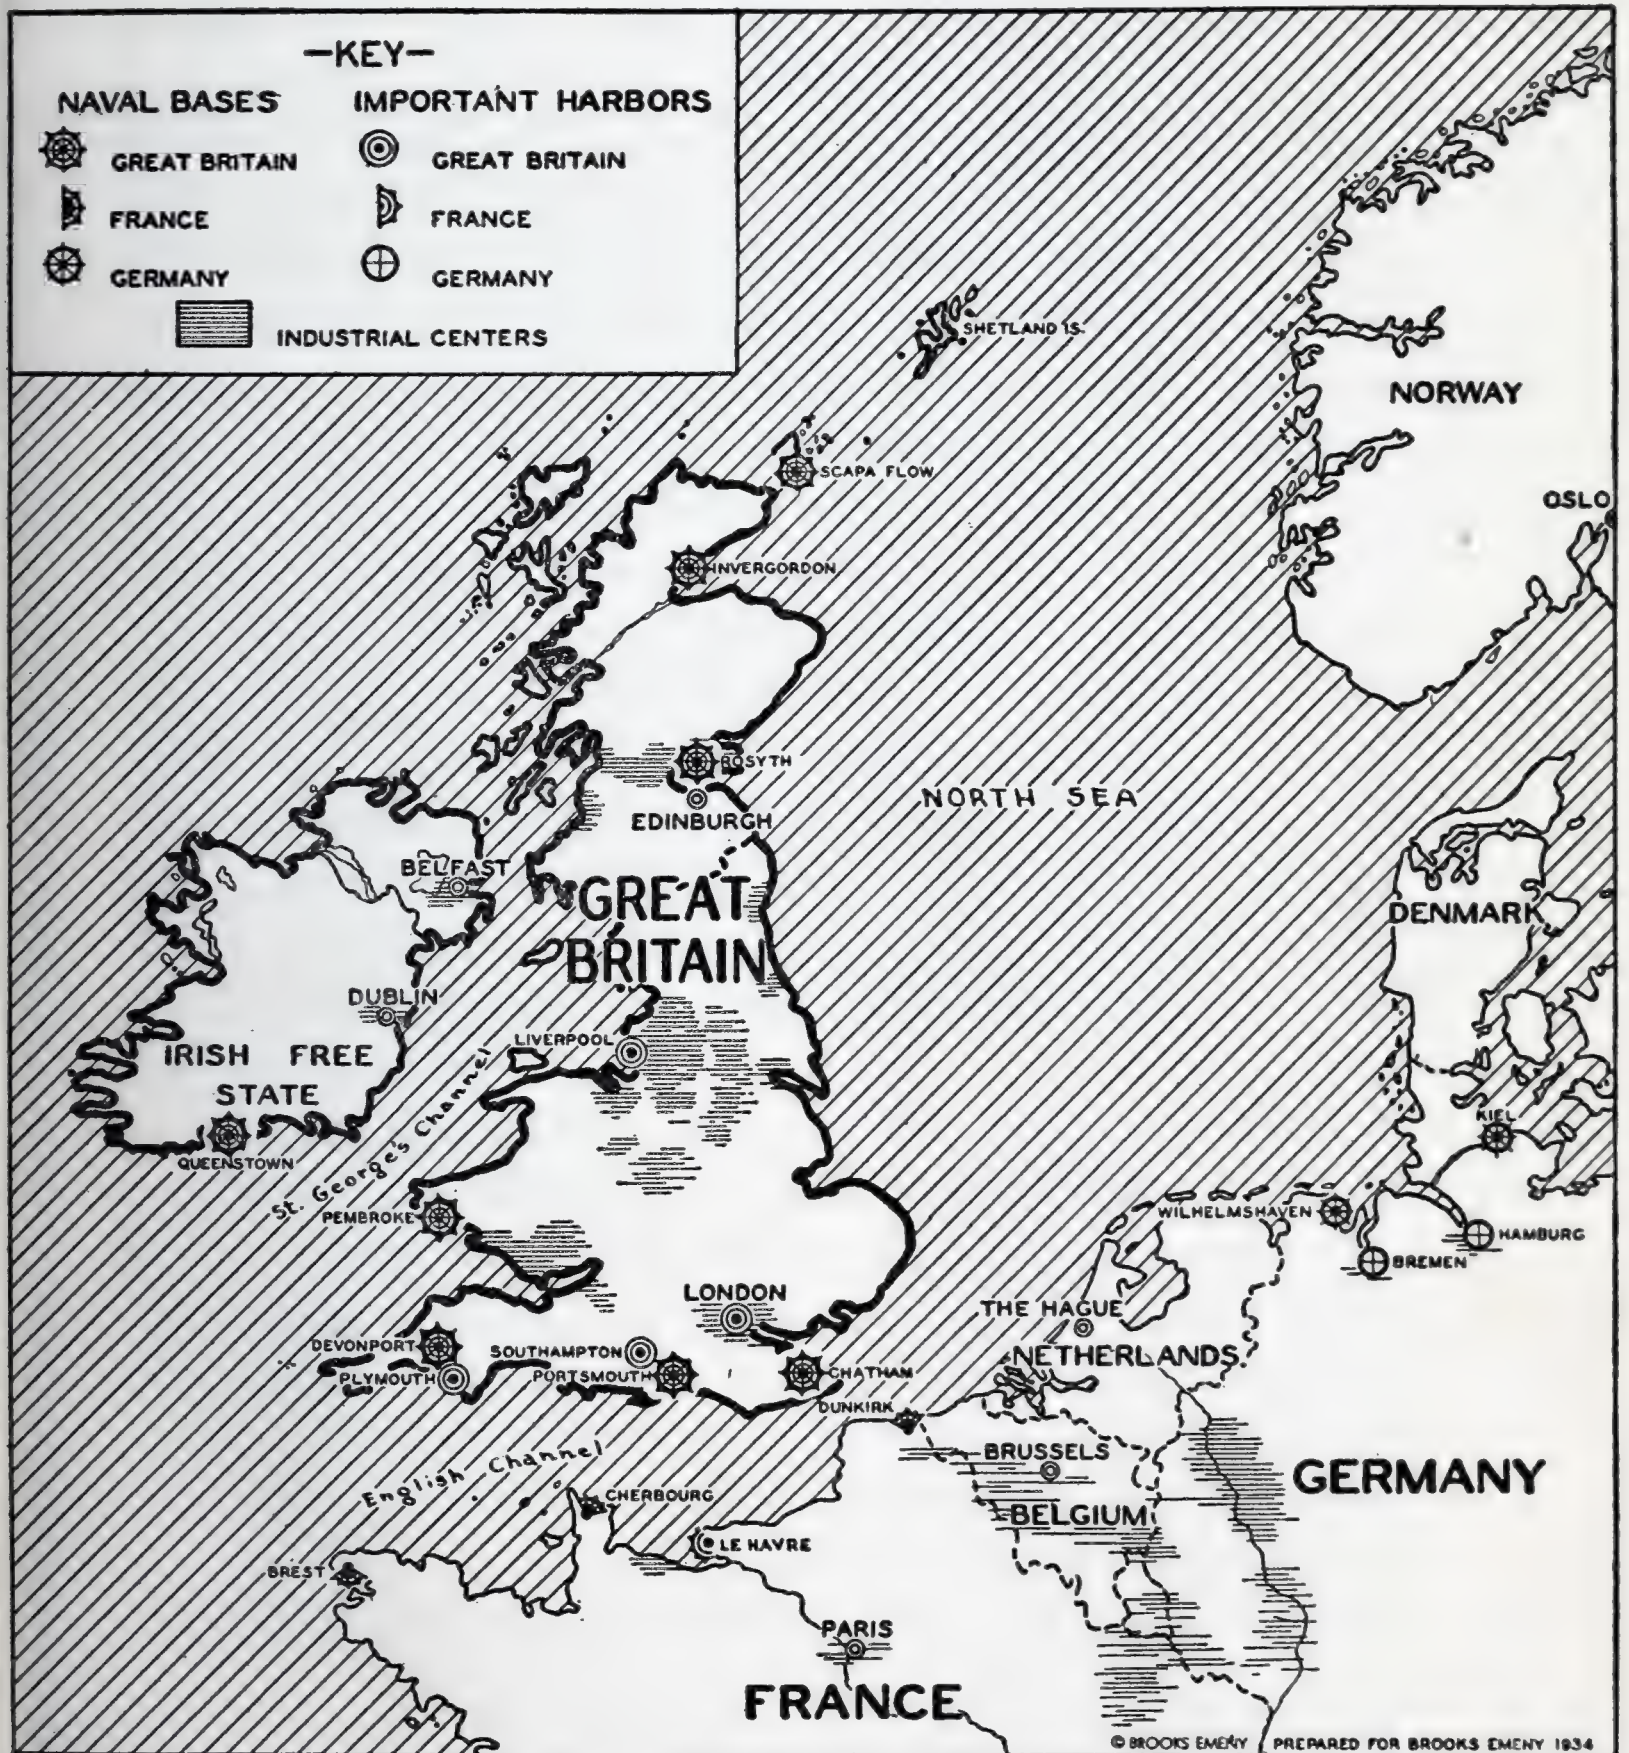 —KEY—
NAVAL BASES
GREAT BRITAIN
FRANCE
GERMANY
IMPORTANT HARBORS
GREAT BRITAIN
FRANCE
GERMANY
INDUSTRIAL CENTERS
SHETLAND IS.
NORWAY
SCAPA FLOW
OSLO
INVERGORDON
ROSYTH
NORTH SEA
EDINBURGH
BELFAST
GREAT
BRITAIN
DENMARK
DUBLIN
LIVERPOOL
IRISH FREE
STATE
St. George's Channel
QUEENSTOWN
KIEL
PEMBROKE
WILHELMSHAVEN
HAMBURG
BREMEN
LONDON
THE HAGUE
DEVONPORT
SOUTHAMPTON
NETHERLANDS
PLYMOUTH
PORTSMOUTH
CHATHAM
DUNKIRK
BRUSSELS
English Channel
GERMANY
CHERBOURG
BELGIUM
LE HAVRE
BREST
PARIS
FRANCE
© BROOKS EMENY PREPARED FOR BROOKS EMENY 1934